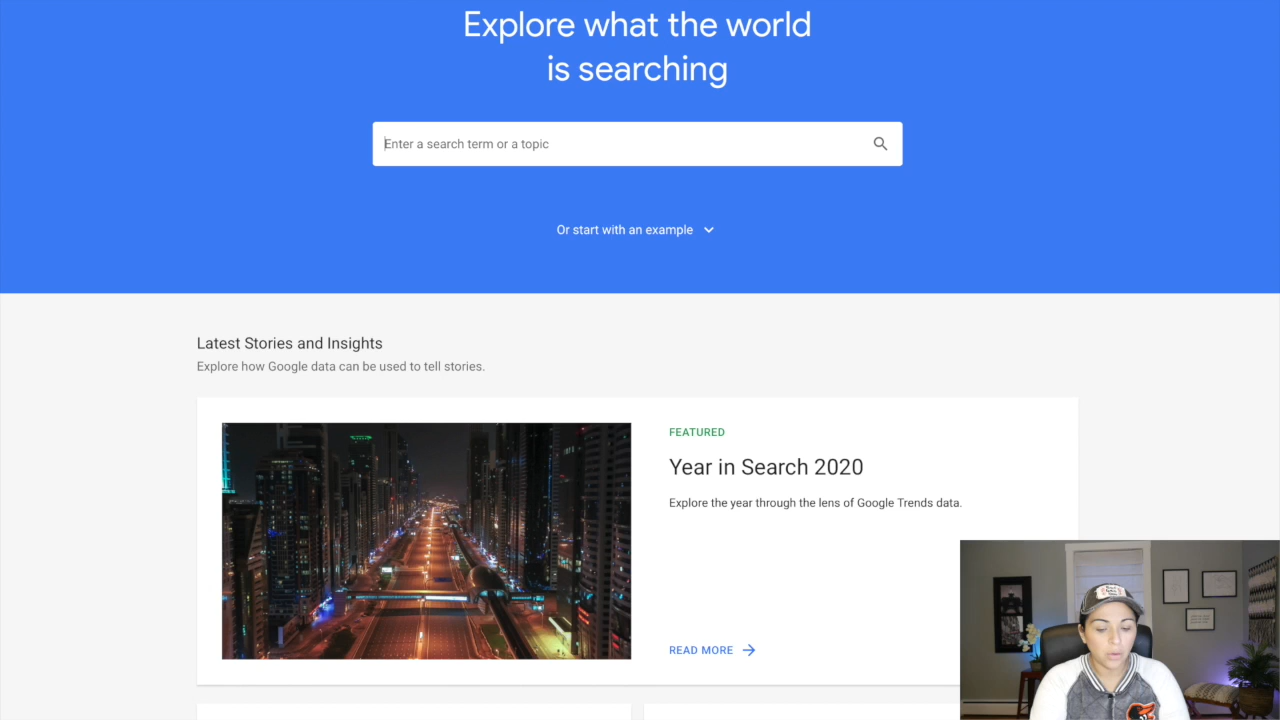 Explore what the world
is searching
Enter a search term or a topic
Or start with an example
Latest Stories and Insights
Explore how Google data can be used to tell stories.
FEATURED
Year in Search 2020
Explore the year through the lens of Google Trends data.
READ MORE